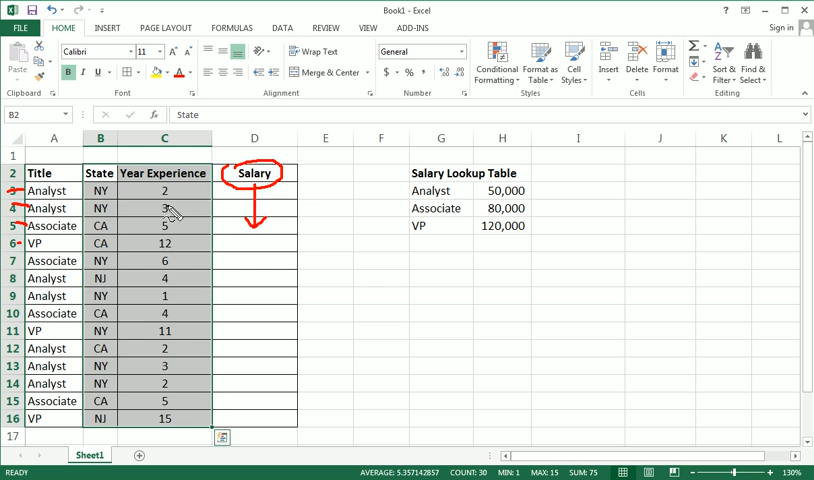 Book1 - Excel
FILE HOME INSERT PAGE LAYOUT FORMULAS DATA REVIEW VIEW ADD-INS Sign in
Calibri 11 Wrap Text General
Paste B I U Merge & Center $ % Conditional Formatting Format as Table Cell Styles Insert Delete Format Sort & Filter Find & Select
Clipboard Font Alignment Number Styles Cells Editing
B2 fx State
A B C D E F G H I J K L
1
2 Title State Year Experience Salary Salary Lookup Table
3 Analyst NY 2 Analyst 50,000
4 Analyst NY 3 Associate 80,000
5 Associate CA 5 VP 120,000
6 VP CA 12
7 Associate NY 6
8 Analyst NJ 4
9 Analyst NY 1
10 Associate CA 4
11 VP NY 11
12 Analyst CA 2
13 Analyst NY 3
14 Analyst NY 2
15 Associate CA 5
16 VP NJ 15
17
Sheet1
READY AVERAGE: 5.357142857 COUNT: 30 MIN: 1 MAX: 15 SUM: 75 130%